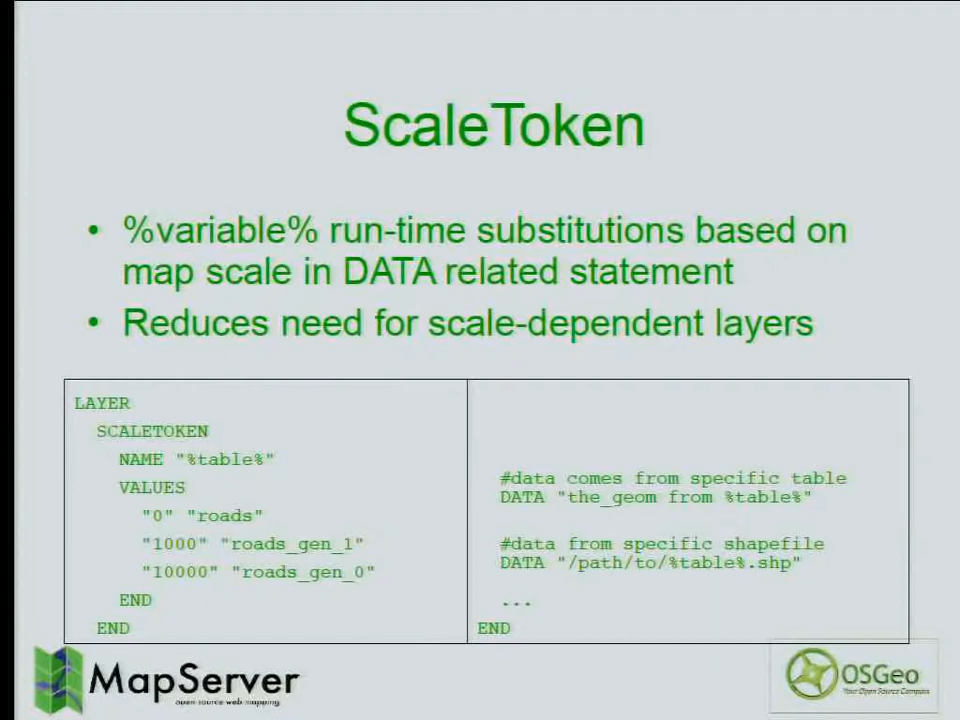 ScaleToken
• %variable% run-time substitutions based on
map scale in DATA related statement
• Reduces need for scale-dependent layers
LAYER
SCALETOKEN
NAME "%table%"
VALUES
"0" "roads"
"1000" "roads_gen_1"
"10000" "roads_gen_0"
END
END
#data comes from specific table
DATA "the_geom from %table%"
#data from specific shapefile
DATA "/path/to/%table%.shp"
...
END
MapServer
open source web mapping
OSGeo
Your Open Source Compass